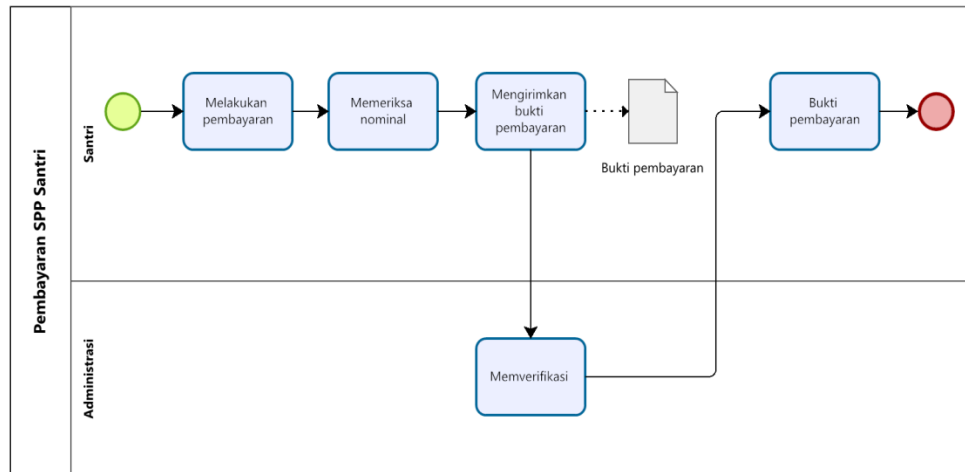 Pembayaran SPP Santri
Santri
Melakukan
pembayaran
Memeriksa
nominal
Mengirimkan
bukti
pembayaran
Bukti pembayaran
Bukti
pembayaran
Administrasi
Memverifikasi